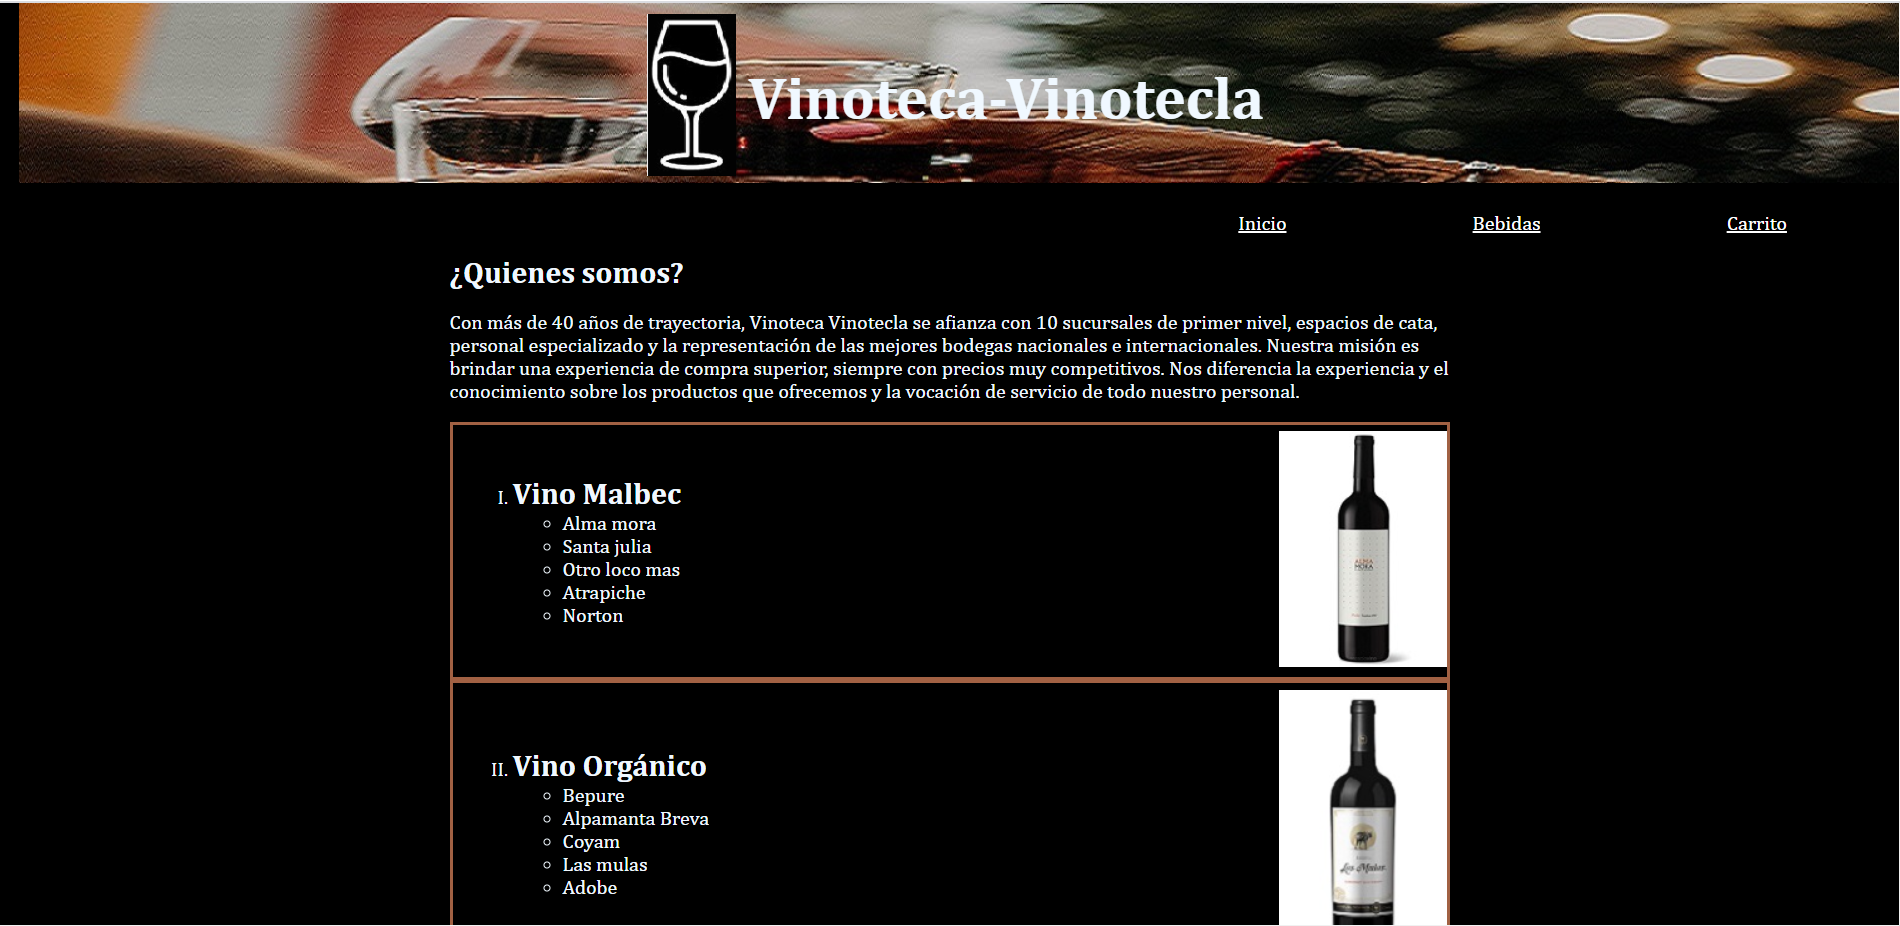 Vinoteca-Vinotecla
Inicio
Bebidas
Carrito
¿Quienes somos?
Con más de 40 años de trayectoria, Vinoteca Vinotecla se afianza con 10 sucursales de primer nivel, espacios de cata,
personal especializado y la representación de las mejores bodegas nacionales e internacionales. Nuestra misión es
brindar una experiencia de compra superior, siempre con precios muy competitivos. Nos diferencia la experiencia y el
conocimiento sobre los productos que ofrecemos y la vocación de servicio de todo nuestro personal.
I. Vino Malbec
Alma mora
Santa julia
Otro loco mas
Atrapiche
Norton
ALMA
MORA
II. Vino Orgánico
Bepure
Alpamanta Breva
Coyam
Las mulas
Adobe
Las Mulas